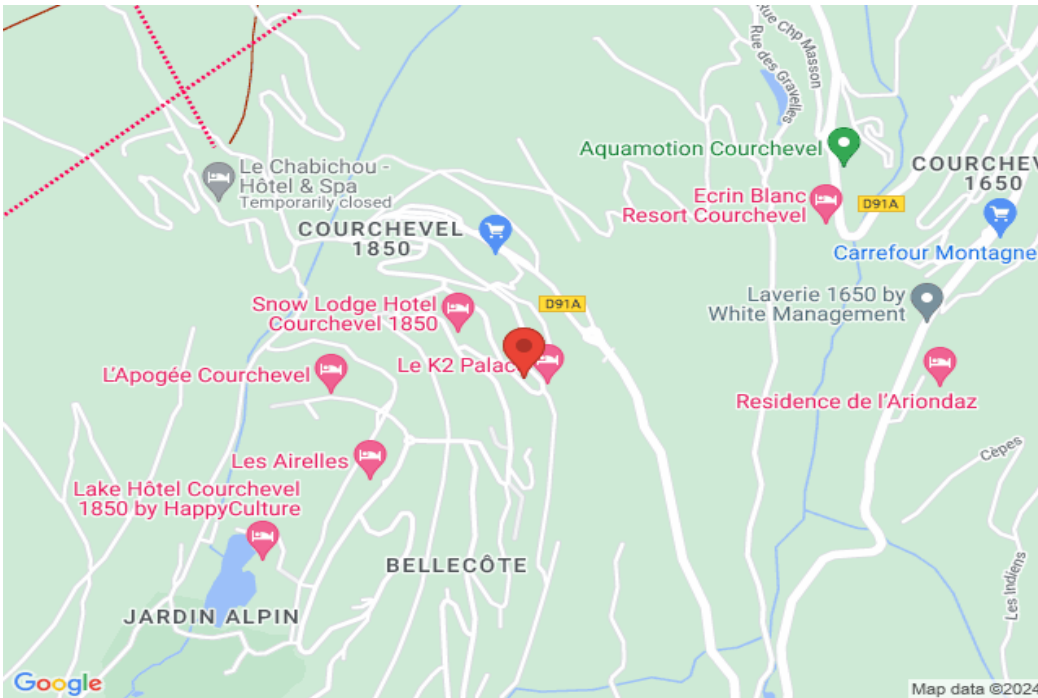 Rue Chp Masson
Rue des Gravelles
Aquamotion Courchevel
COURCHEV
1650
Le Chabichou -
Hôtel & Spa
Temporarily closed
Ecrin Blanc
Resort Courchevel
D91A
COURCHEVEL
1850
Carrefour Montagne
Snow Lodge Hotel
Courchevel 1850
D91A
Laverie 1650 by
White Management
L'Apogée Courchevel
Le K2 Palac
Residence de l'Ariondaz
Les Airelles
Cèpes
Lake Hôtel Courchevel
1850 by HappyCulture
BELLECÔTE
Les Indiens
JARDIN ALPIN
Google
Map data ©2024